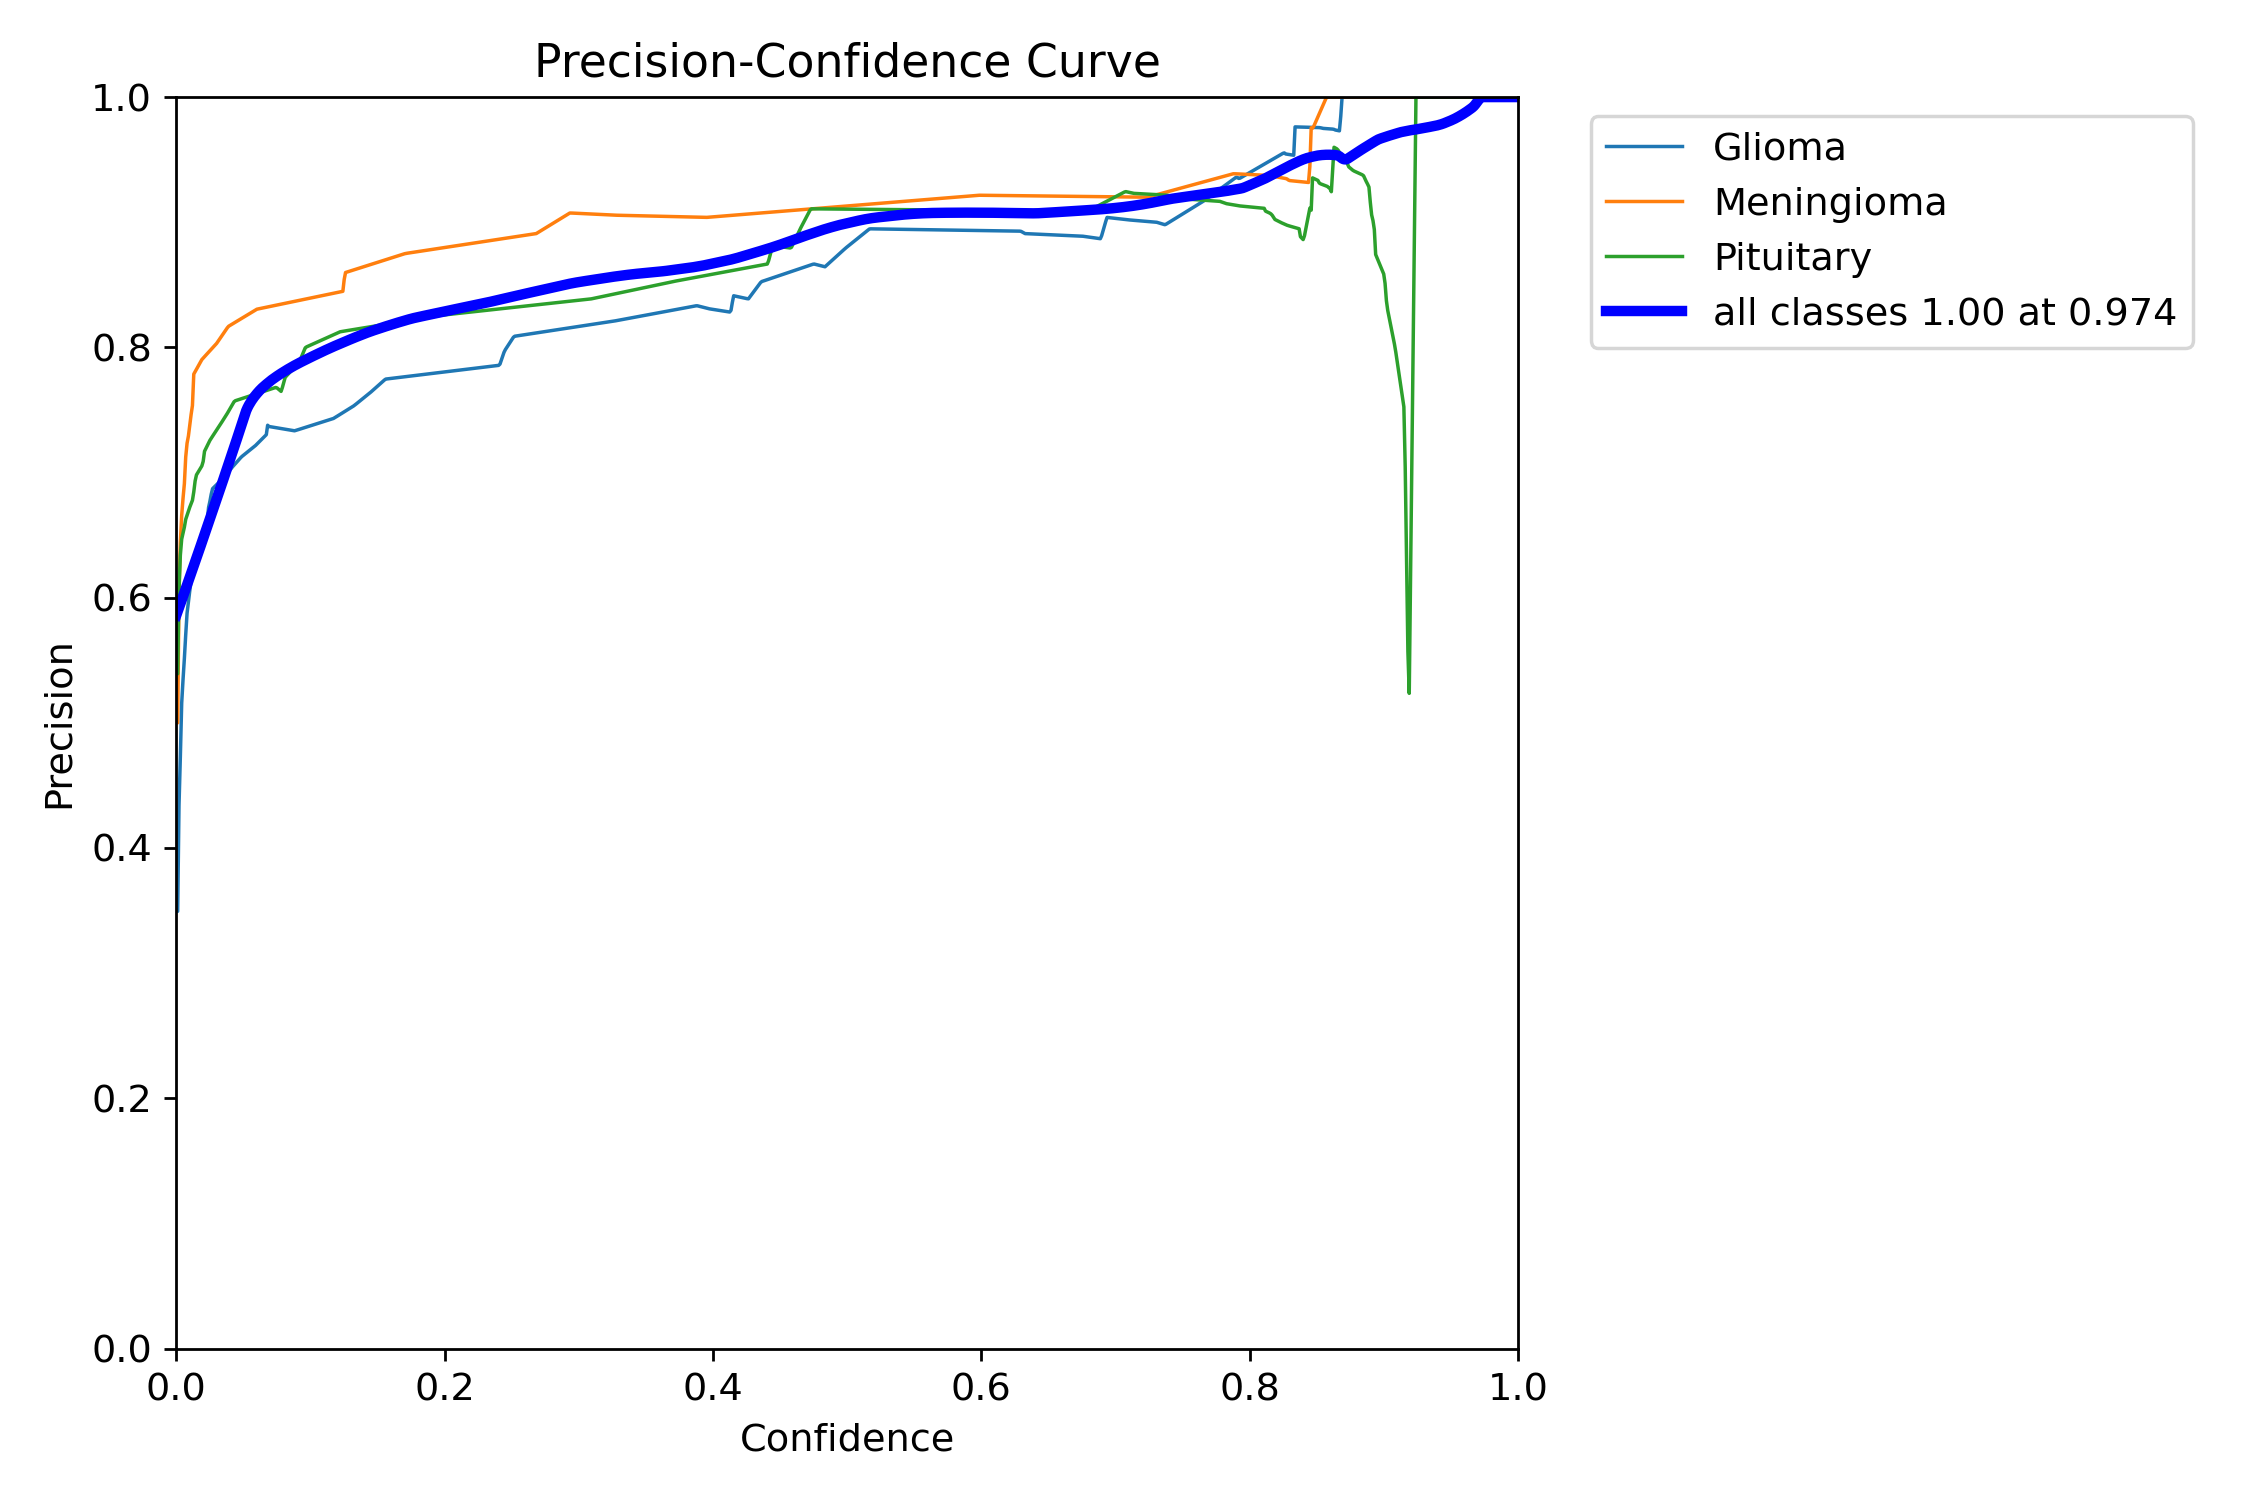 Precision-Confidence Curve
1.0
0.8
0.6
0.4
0.2
0.0
Precision
0.0 0.2 0.4 0.6 0.8 1.0
Confidence
Glioma
Meningioma
Pituitary
all classes 1.00 at 0.974